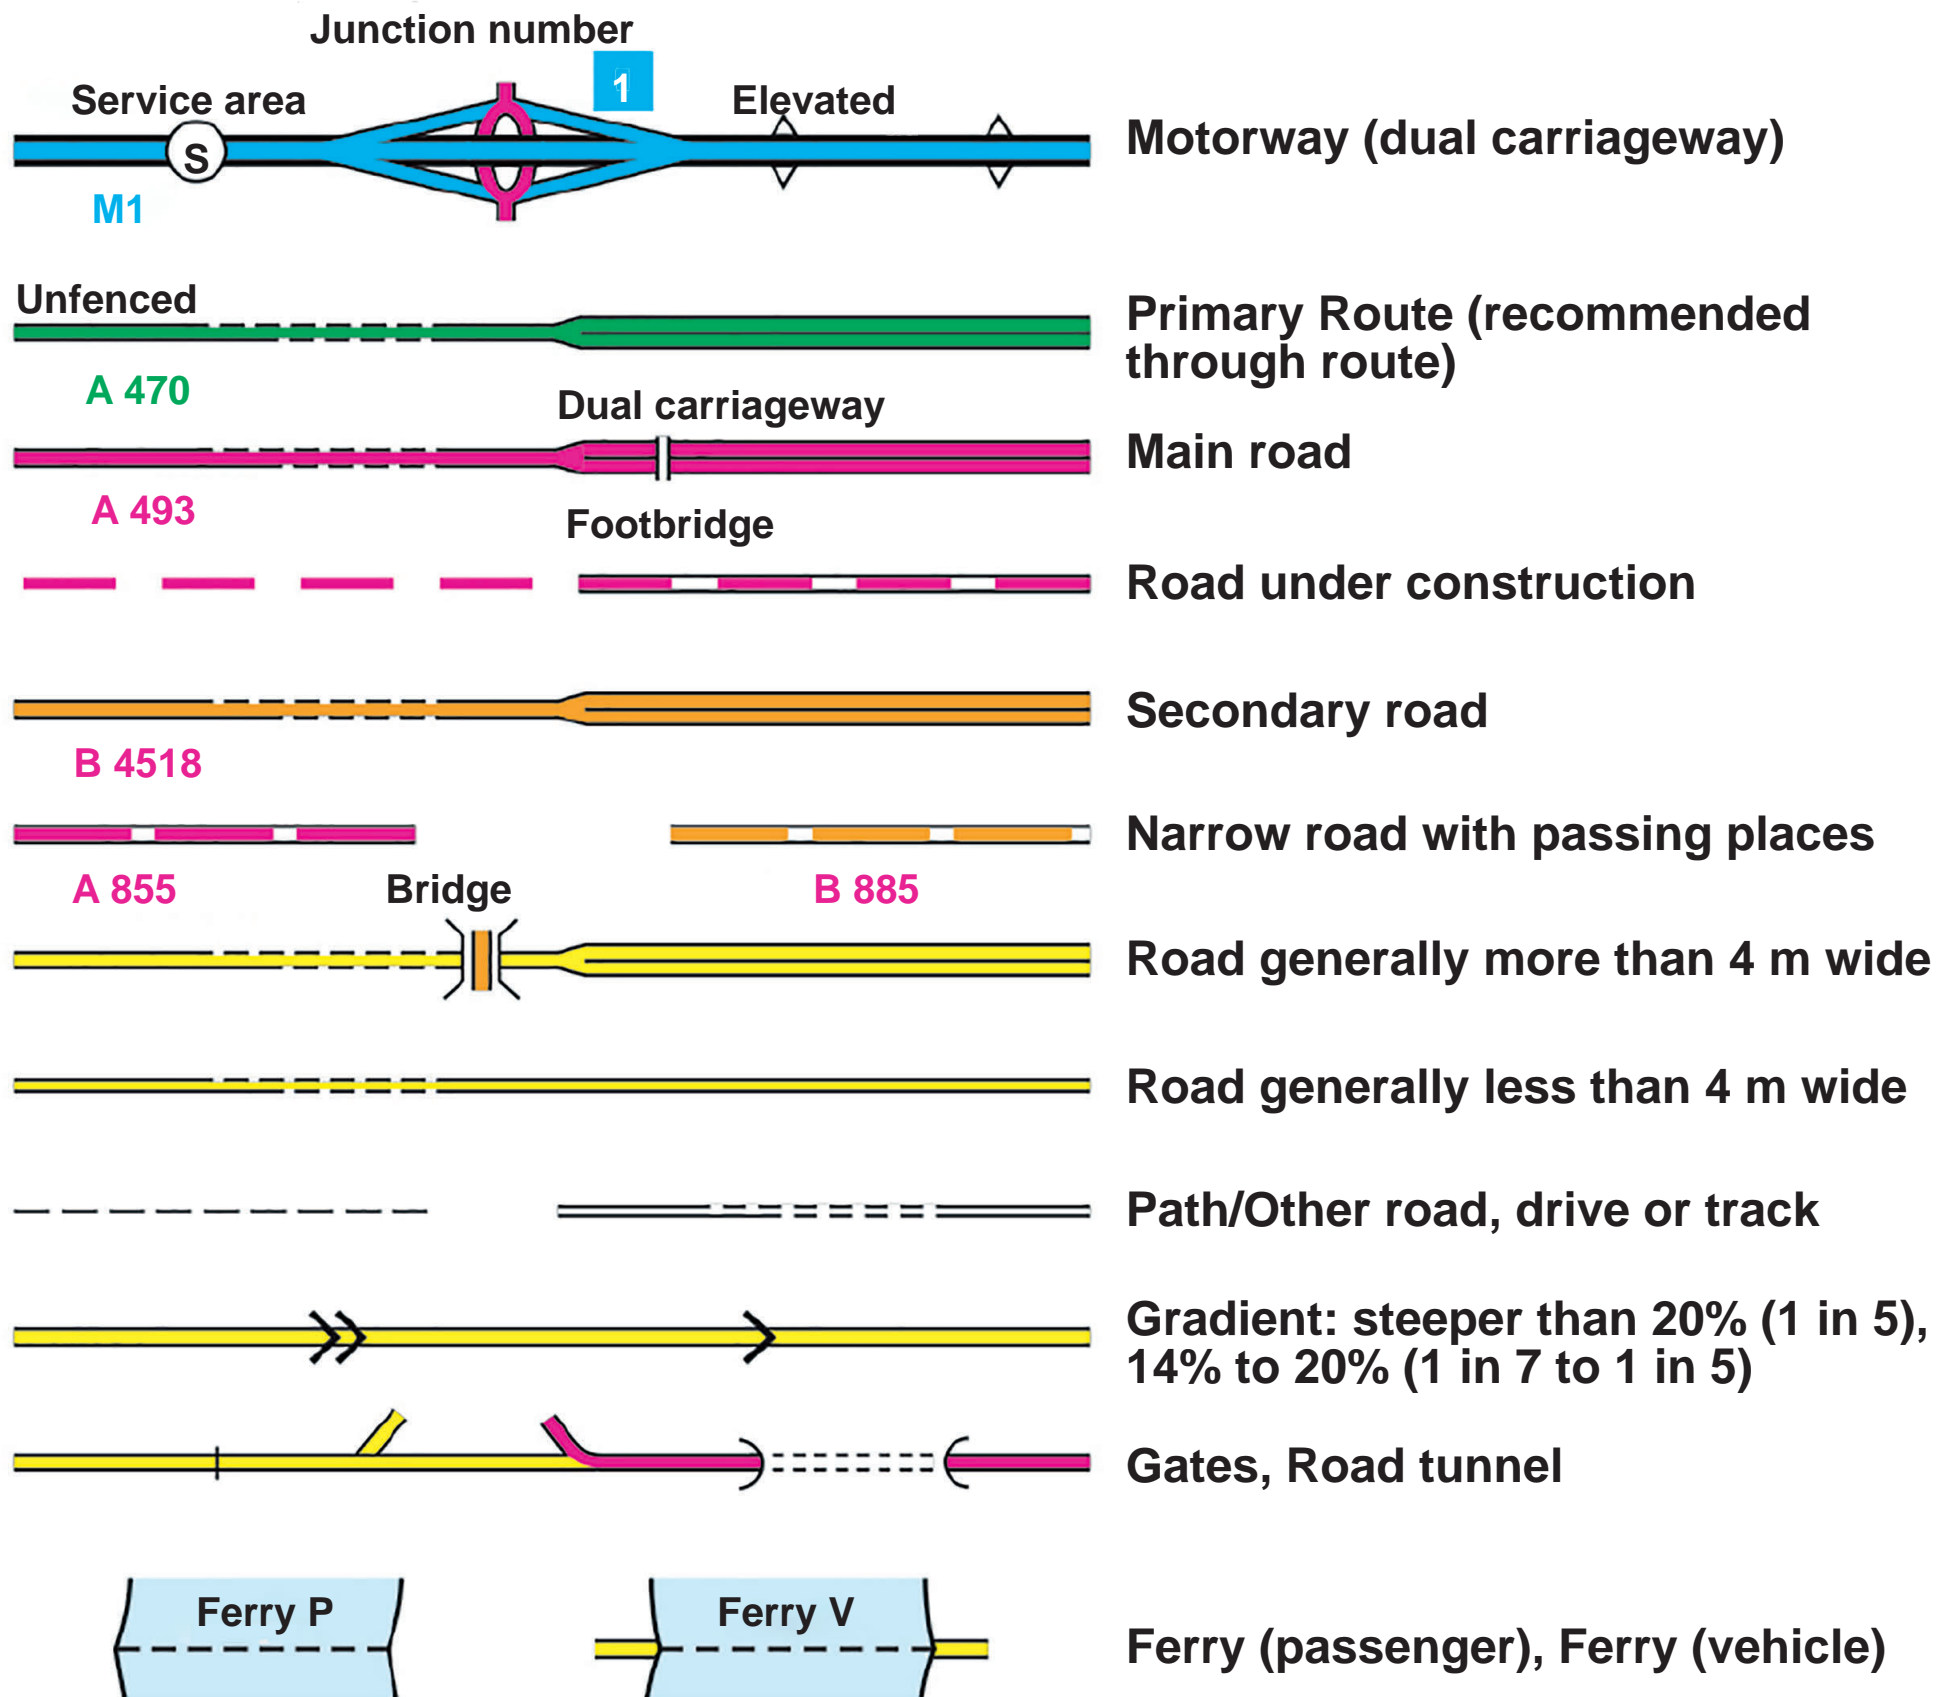 Junction number
1
Service area
Elevated
S
Motorway (dual carriageway)
M1
Unfenced
Primary Route (recommended
through route)
A 470
Dual carriageway
Main road
A 493
Footbridge
Road under construction
Secondary road
B 4518
Narrow road with passing places
A 855
Bridge
B 885
Road generally more than 4 m wide
Road generally less than 4 m wide
Path/Other road, drive or track
Gradient: steeper than 20% (1 in 5),
14% to 20% (1 in 7 to 1 in 5)
Gates, Road tunnel
Ferry P
Ferry V
Ferry (passenger), Ferry (vehicle)